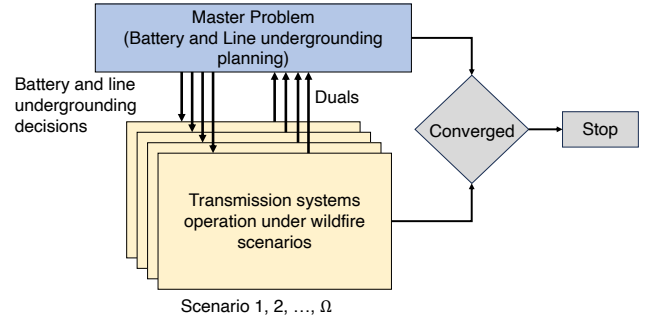 Master Problem
(Battery and Line undergrounding
planning)
Battery and line
undergrounding
decisions
Duals
Converged
Stop
Transmission systems
operation under wildfire
scenarios
Scenario 1, 2, …, Ω